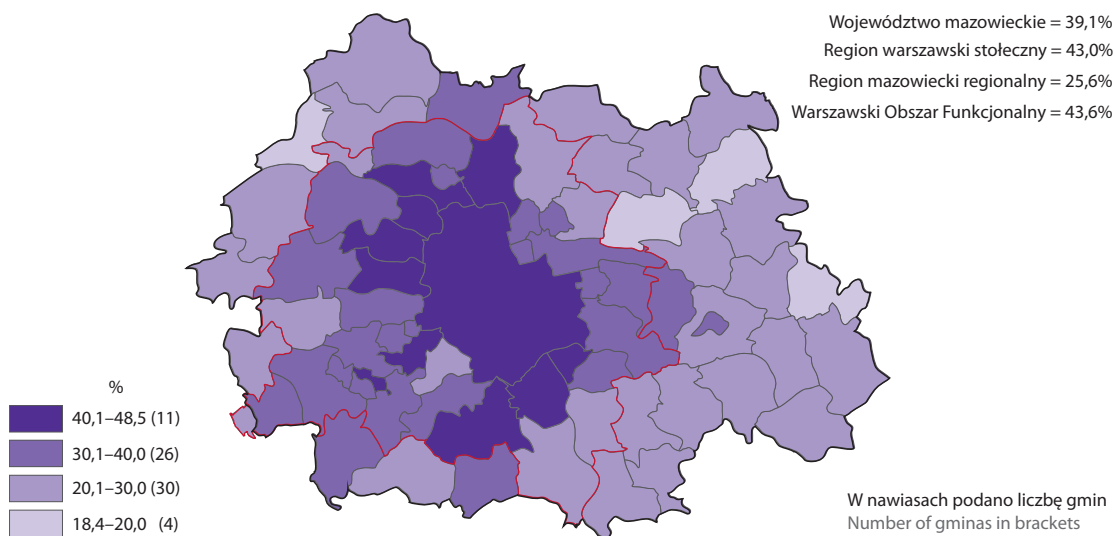 Województwo mazowieckie = 39,1%
Region warszawski stołeczny = 43,0%
Region mazowiecki regionalny = 25,6%
Warszawski Obszar Funkcjonalny = 43,6%
%
40,1–48,5 (11)
30,1–40,0 (26)
20,1–30,0 (30)
18,4–20,0 (4)
W nawiasach podano liczbę gmin
Number of gminas in brackets